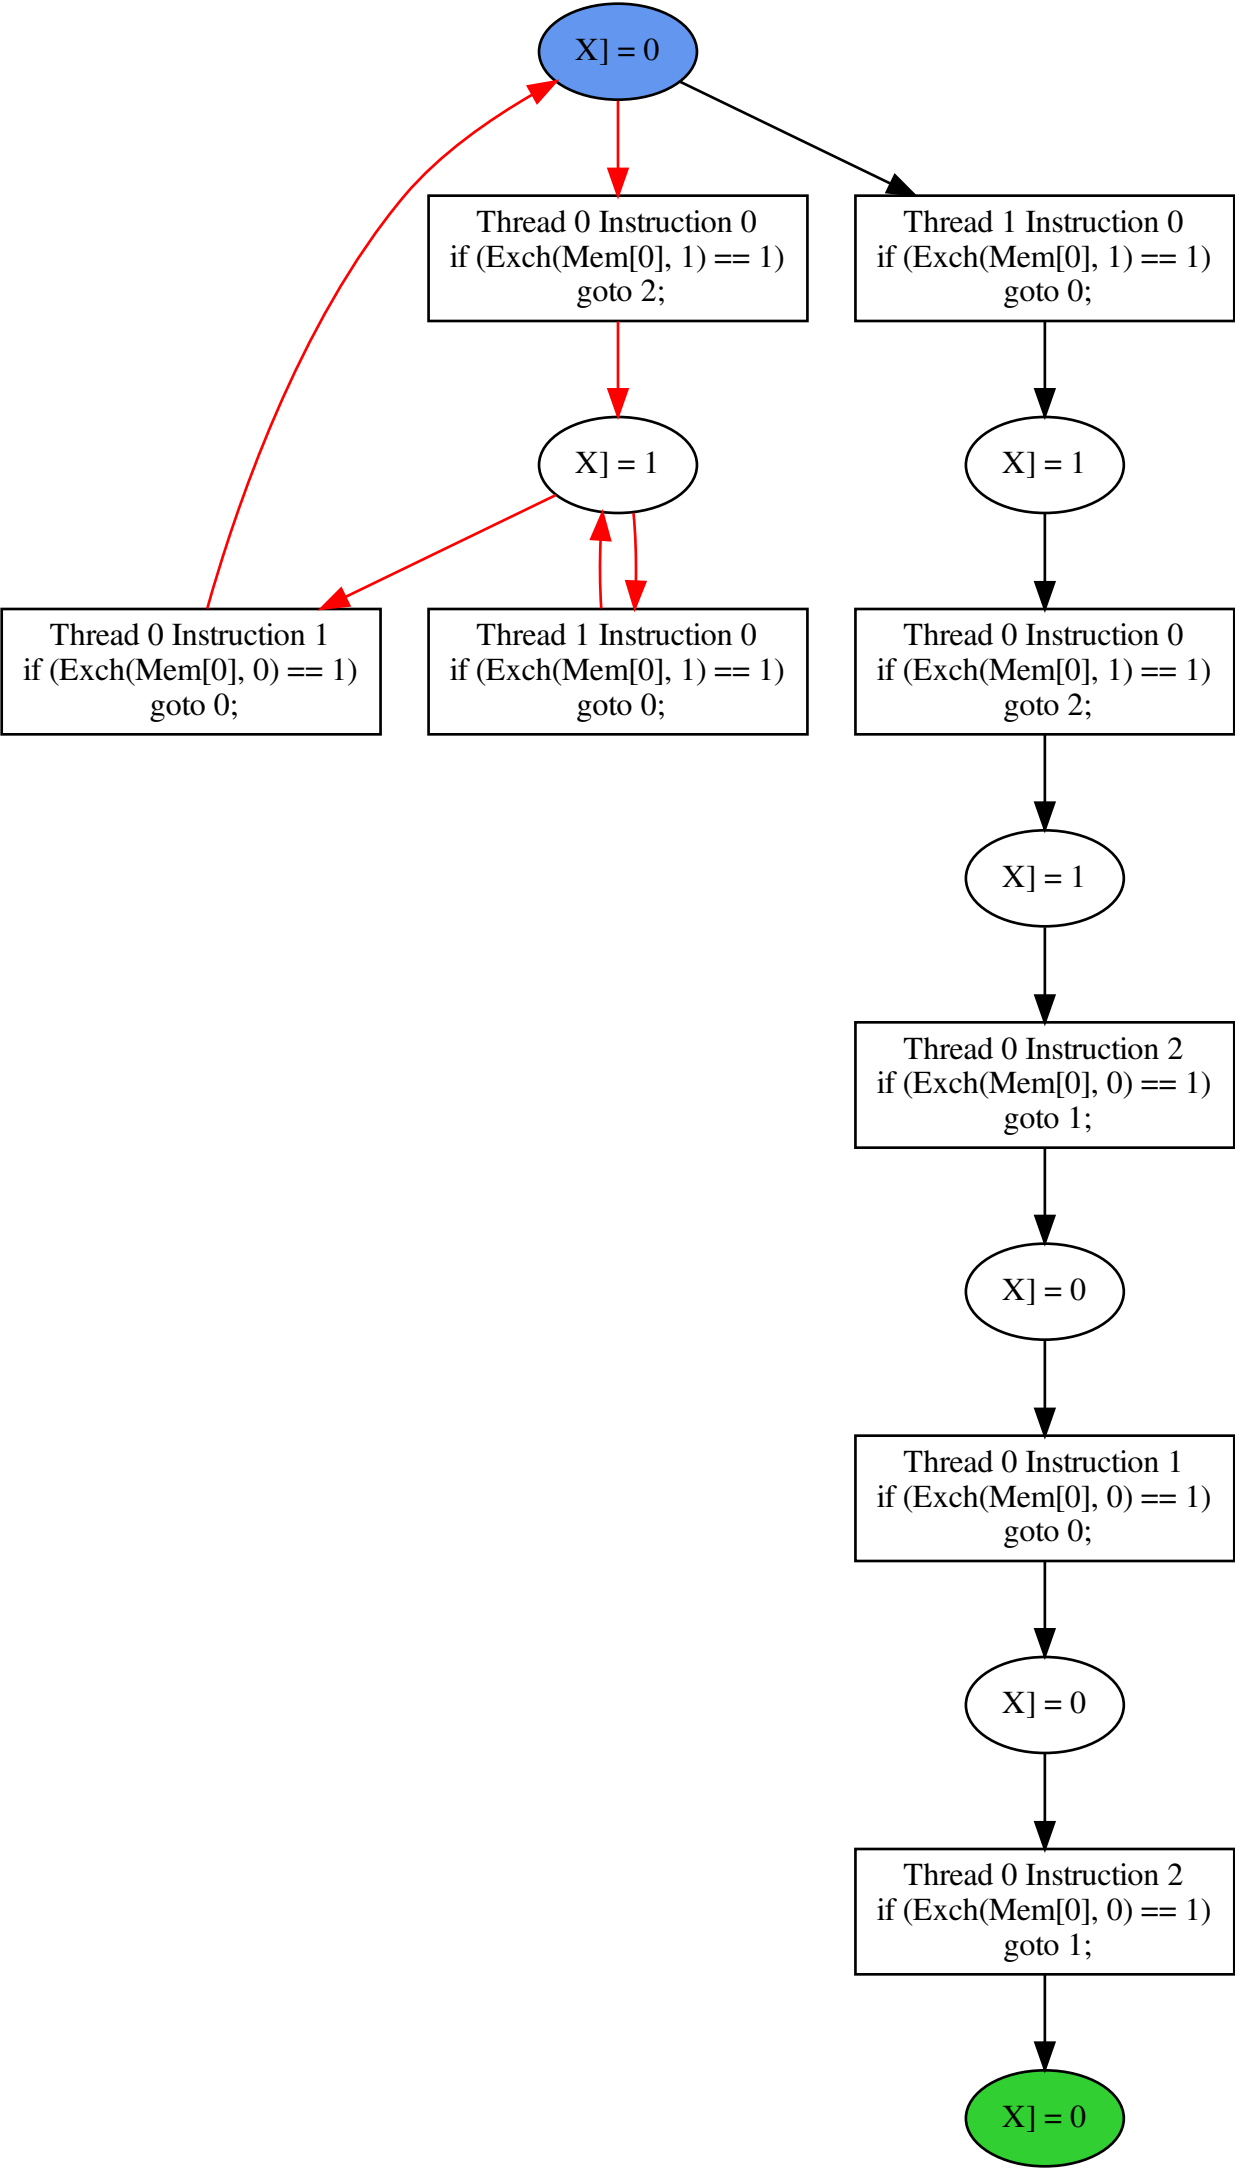 X] = 0
Thread 0 Instruction 0
if (Exch(Mem[0], 1) == 1)
goto 2;
Thread 1 Instruction 0
if (Exch(Mem[0], 1) == 1)
goto 0;
X] = 1
X] = 1
Thread 0 Instruction 1
if (Exch(Mem[0], 0) == 1)
goto 0;
Thread 1 Instruction 0
if (Exch(Mem[0], 1) == 1)
goto 0;
Thread 0 Instruction 0
if (Exch(Mem[0], 1) == 1)
goto 2;
X] = 1
Thread 0 Instruction 2
if (Exch(Mem[0], 0) == 1)
goto 1;
X] = 0
Thread 0 Instruction 1
if (Exch(Mem[0], 0) == 1)
goto 0;
X] = 0
Thread 0 Instruction 2
if (Exch(Mem[0], 0) == 1)
goto 1;
X] = 0